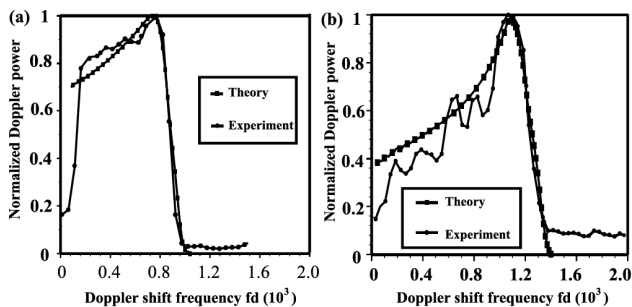 (a)
Normalized Doppler power
1
0.8
0.6
0.4
0.2
0
0 0.4 0.8 1.2 1.6 2.0
Doppler shift frequency fd (10³)
Theory
Experiment
(b)
Normalized Doppler power
1
0.8
0.6
0.4
0.2
0
0 0.4 0.8 1.2 1.6 2.0
Doppler shift frequency fd (10³)
Theory
Experiment